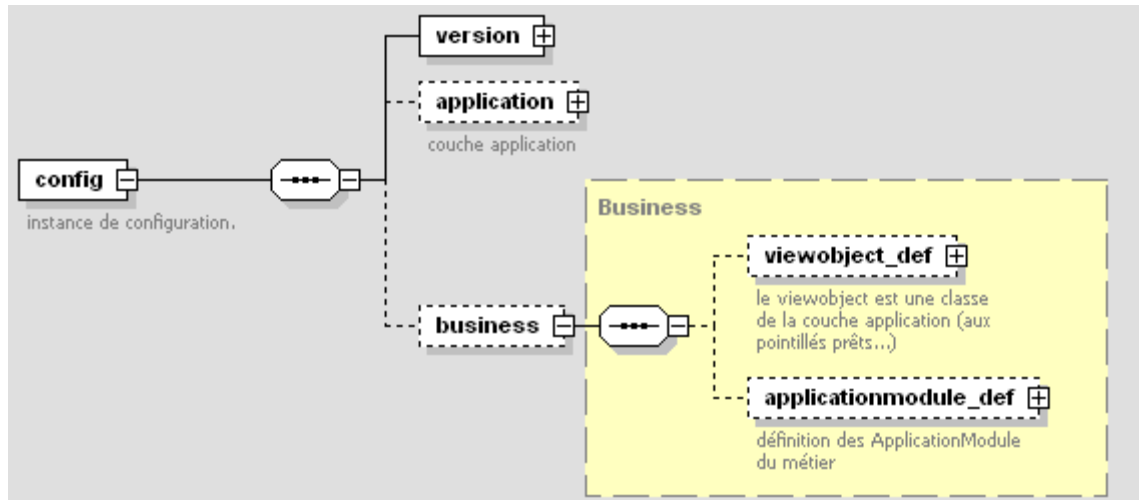 version
application
couche application
config
instance de configuration.
Business
viewobject_def
le viewobject est une classe
de la couche application (aux
pointillés prêts...)
business
applicationmodule_def
définition des ApplicationModule
du métier